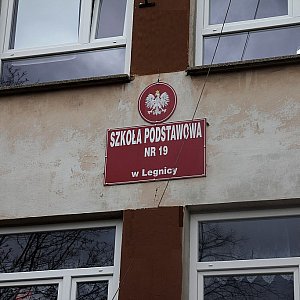 SZKOŁA PODSTAWOWA
NR 19
w Legnicy